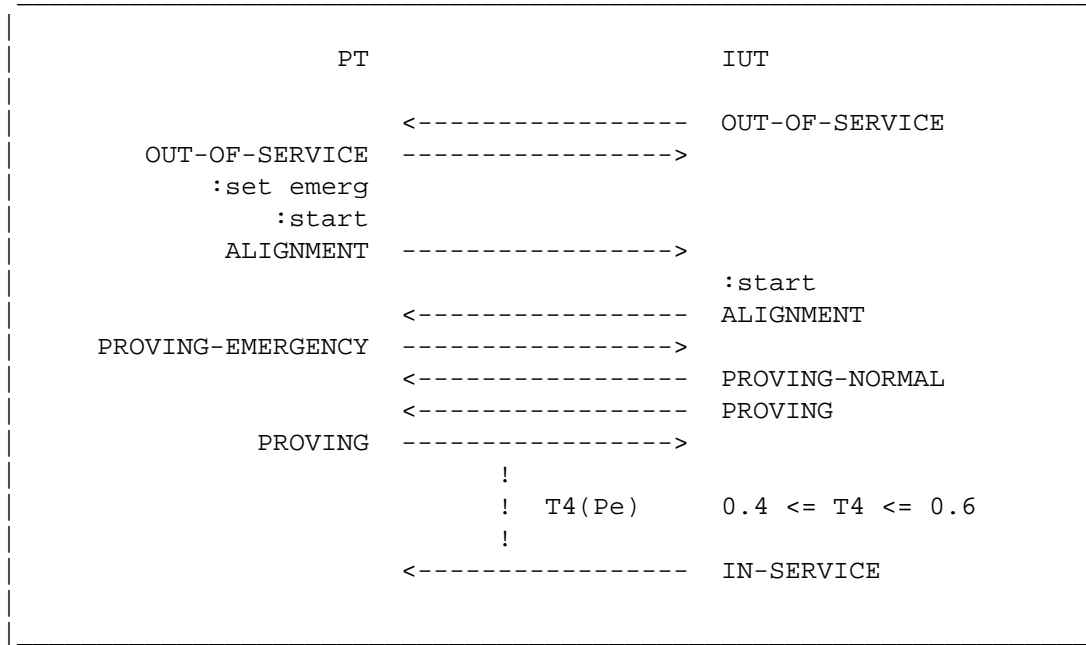 PT IUT
<----------------- OUT-OF-SERVICE
OUT-OF-SERVICE ----------------->
:set emerg
:start
ALIGNMENT ----------------->
:start
<----------------- ALIGNMENT
PROVING-EMERGENCY ----------------->
<----------------- PROVING-NORMAL
<----------------- PROVING
PROVING ----------------->
!
! T4(Pe) 0.4 <= T4 <= 0.6
!
<----------------- IN-SERVICE